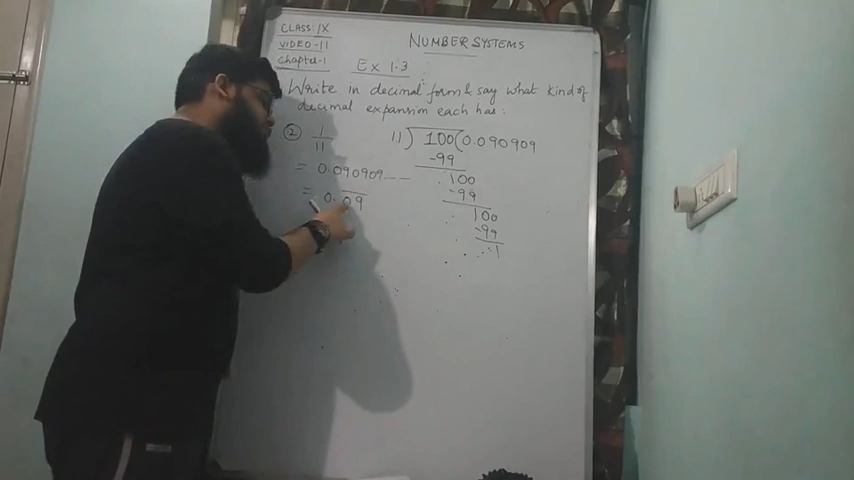 CLASS: IX
VIDEO-11
Chapter-1
NUMBER SYSTEMS
Ex 1.3
Write in decimal form & say what kind of
decimal expansion each has:
② 1/11
11)100(0.090909
-99
100
-99
100
-99
1
= 0.090909......
= 0.0̅9̅